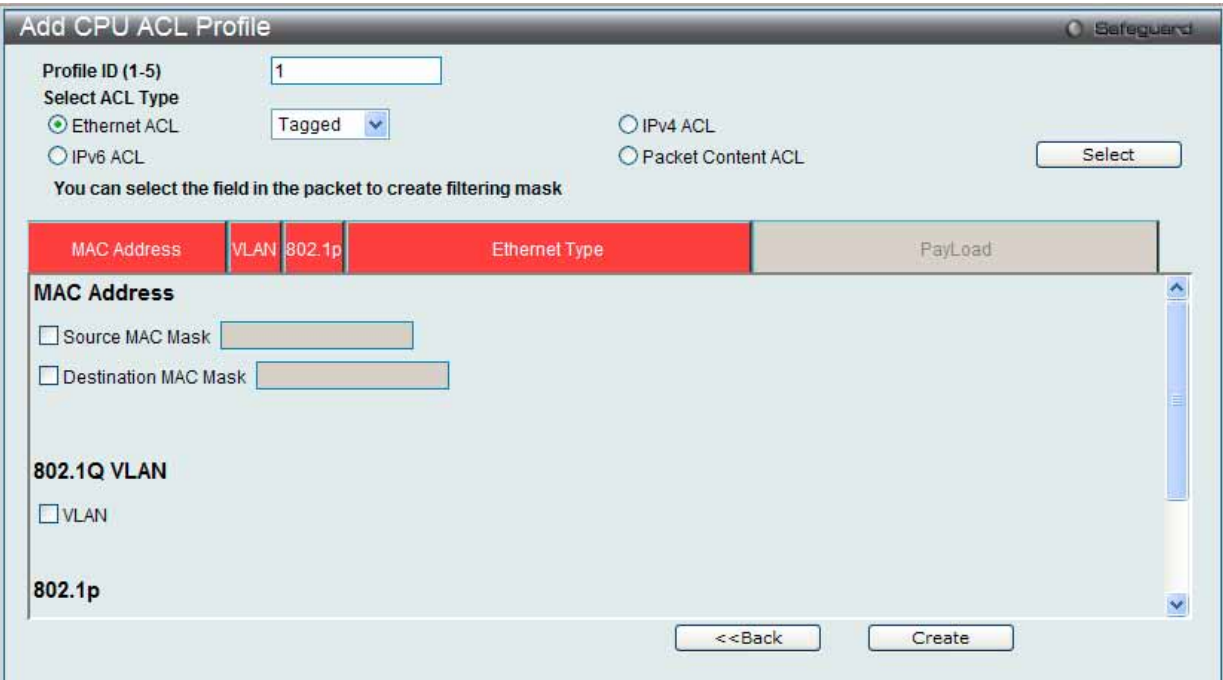 Add CPU ACL Profile
Safeguard
Profile ID (1-5) 1
Select ACL Type
Ethernet ACL Tagged IPv4 ACL
IPv6 ACL Packet Content ACL Select
You can select the field in the packet to create filtering mask
MAC Address VLAN 802.1p Ethernet Type PayLoad
MAC Address
Source MAC Mask
Destination MAC Mask
802.1Q VLAN
VLAN
802.1p
<<Back Create